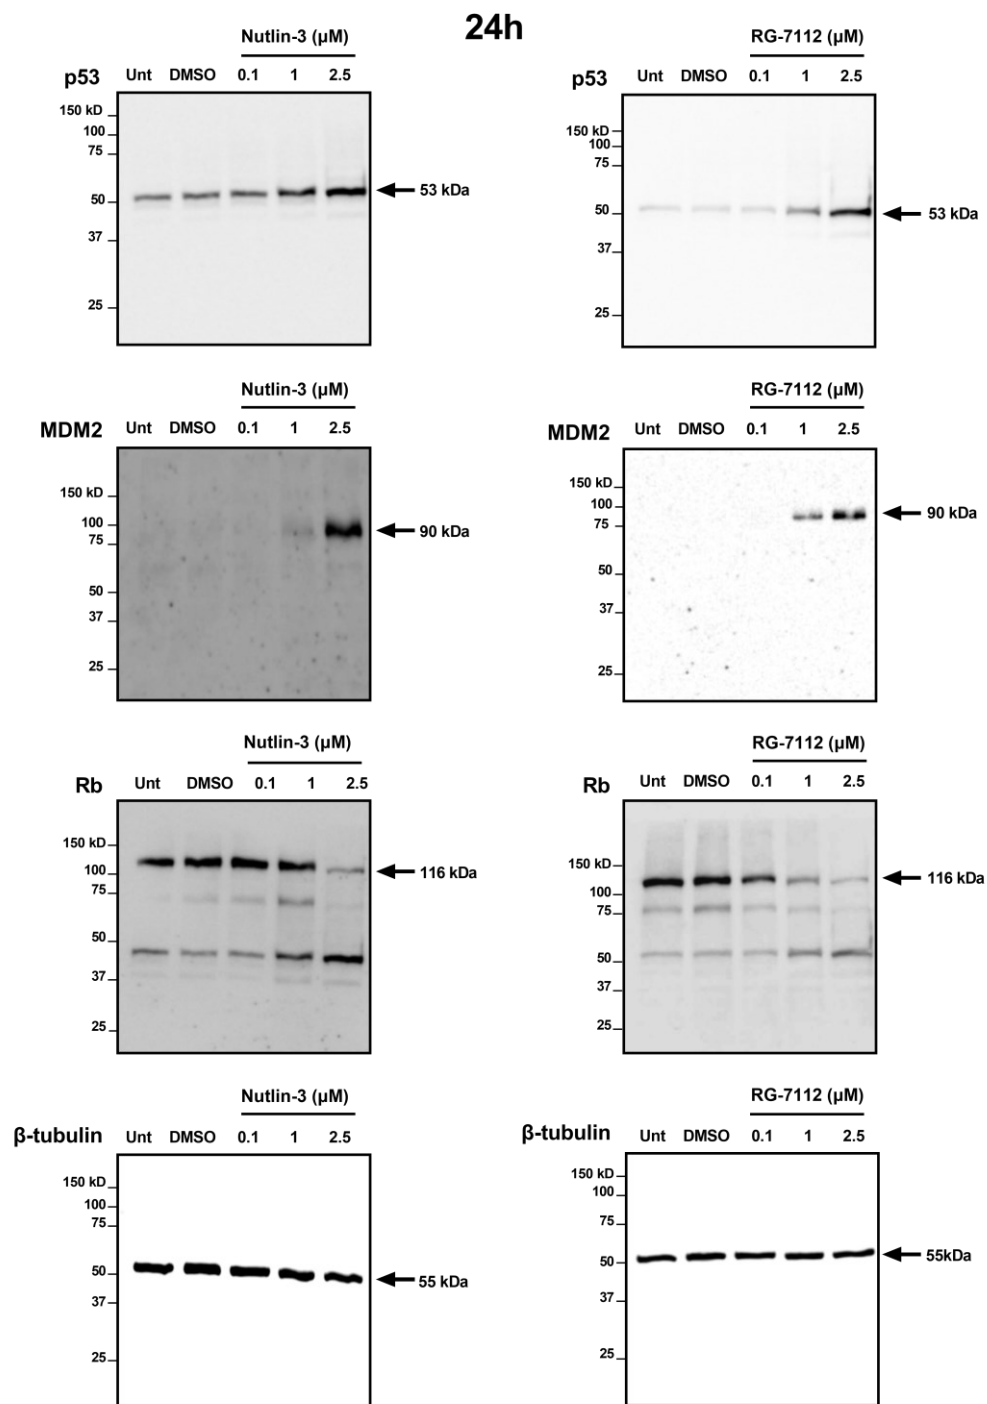 24h
Nutlin-3 (µM)
p53 Unt DMSO 0.1 1 2.5
150 kD
100
75
50
37
25
53 kDa
RG-7112 (µM)
p53 Unt DMSO 0.1 1 2.5
150 kD
100
75
50
37
25
53 kDa
Nutlin-3 (µM)
MDM2 Unt DMSO 0.1 1 2.5
150 kD
100
75
50
37
25
90 kDa
RG-7112 (µM)
MDM2 Unt DMSO 0.1 1 2.5
150 kD
100
75
50
37
25
90 kDa
Nutlin-3 (µM)
Rb Unt DMSO 0.1 1 2.5
150 kD
100
75
50
37
25
116 kDa
RG-7112 (µM)
Rb Unt DMSO 0.1 1 2.5
150 kD
100
75
50
37
25
116 kDa
Nutlin-3 (µM)
β-tubulin Unt DMSO 0.1 1 2.5
150 kD
100
75
50
37
25
55 kDa
RG-7112 (µM)
β-tubulin Unt DMSO 0.1 1 2.5
150 kD
100
75
50
37
25
55kDa